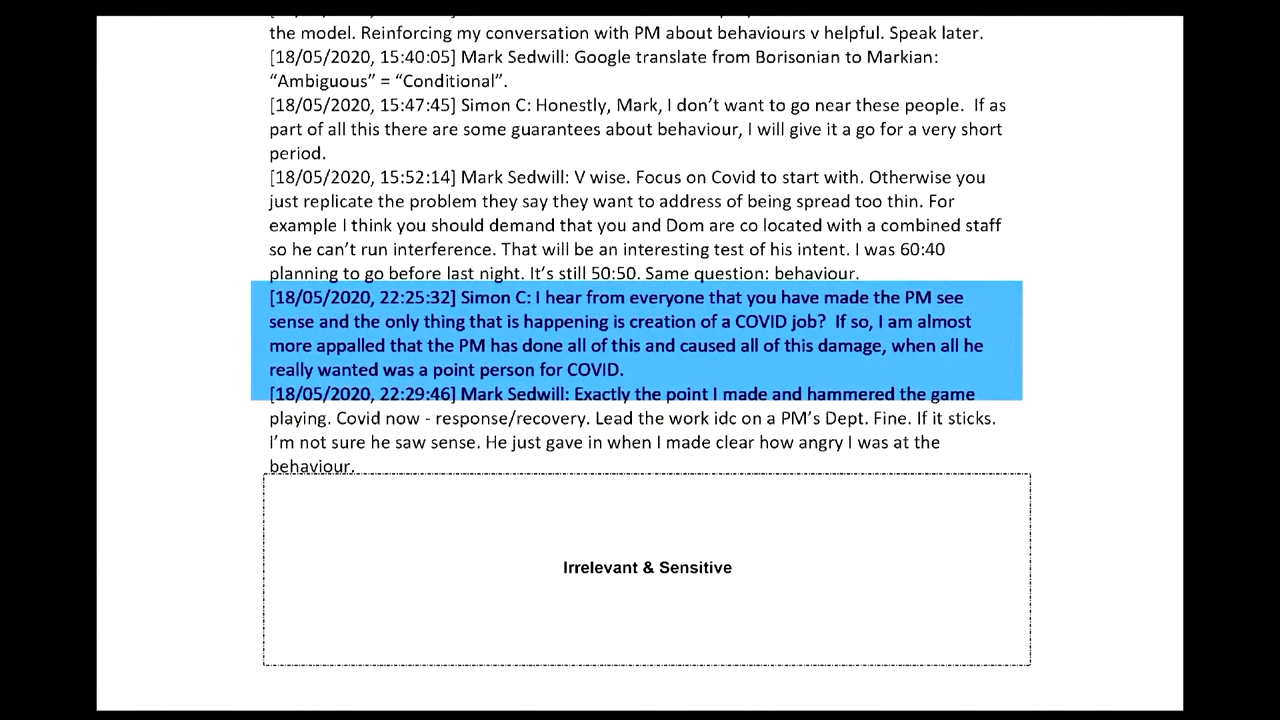 the model. Reinforcing my conversation with PM about behaviours v helpful. Speak later.
[18/05/2020, 15:40:05] Mark Sedwill: Google translate from Borisonian to Markian:
“Ambiguous” = “Conditional”.
[18/05/2020, 15:47:45] Simon C: Honestly, Mark, I don’t want to go near these people.  If as
part of all this there are some guarantees about behaviour, I will give it a go for a very short
period.
[18/05/2020, 15:52:14] Mark Sedwill: V wise. Focus on Covid to start with. Otherwise you
just replicate the problem they say they want to address of being spread too thin. For
example I think you should demand that you and Dom are co located with a combined staff
so he can’t run interference. That will be an interesting test of his intent. I was 60:40
planning to go before last night. It’s still 50:50. Same question: behaviour.
[18/05/2020, 22:25:32] Simon C: I hear from everyone that you have made the PM see
sense and the only thing that is happening is creation of a COVID job?  If so, I am almost
more appalled that the PM has done all of this and caused all of this damage, when all he
really wanted was a point person for COVID.
[18/05/2020, 22:29:46] Mark Sedwill: Exactly the point I made and hammered the game
playing. Covid now - response/recovery. Lead the work idc on a PM’s Dept. Fine. If it sticks.
I’m not sure he saw sense. He just gave in when I made clear how angry I was at the
behaviour.
Irrelevant & Sensitive